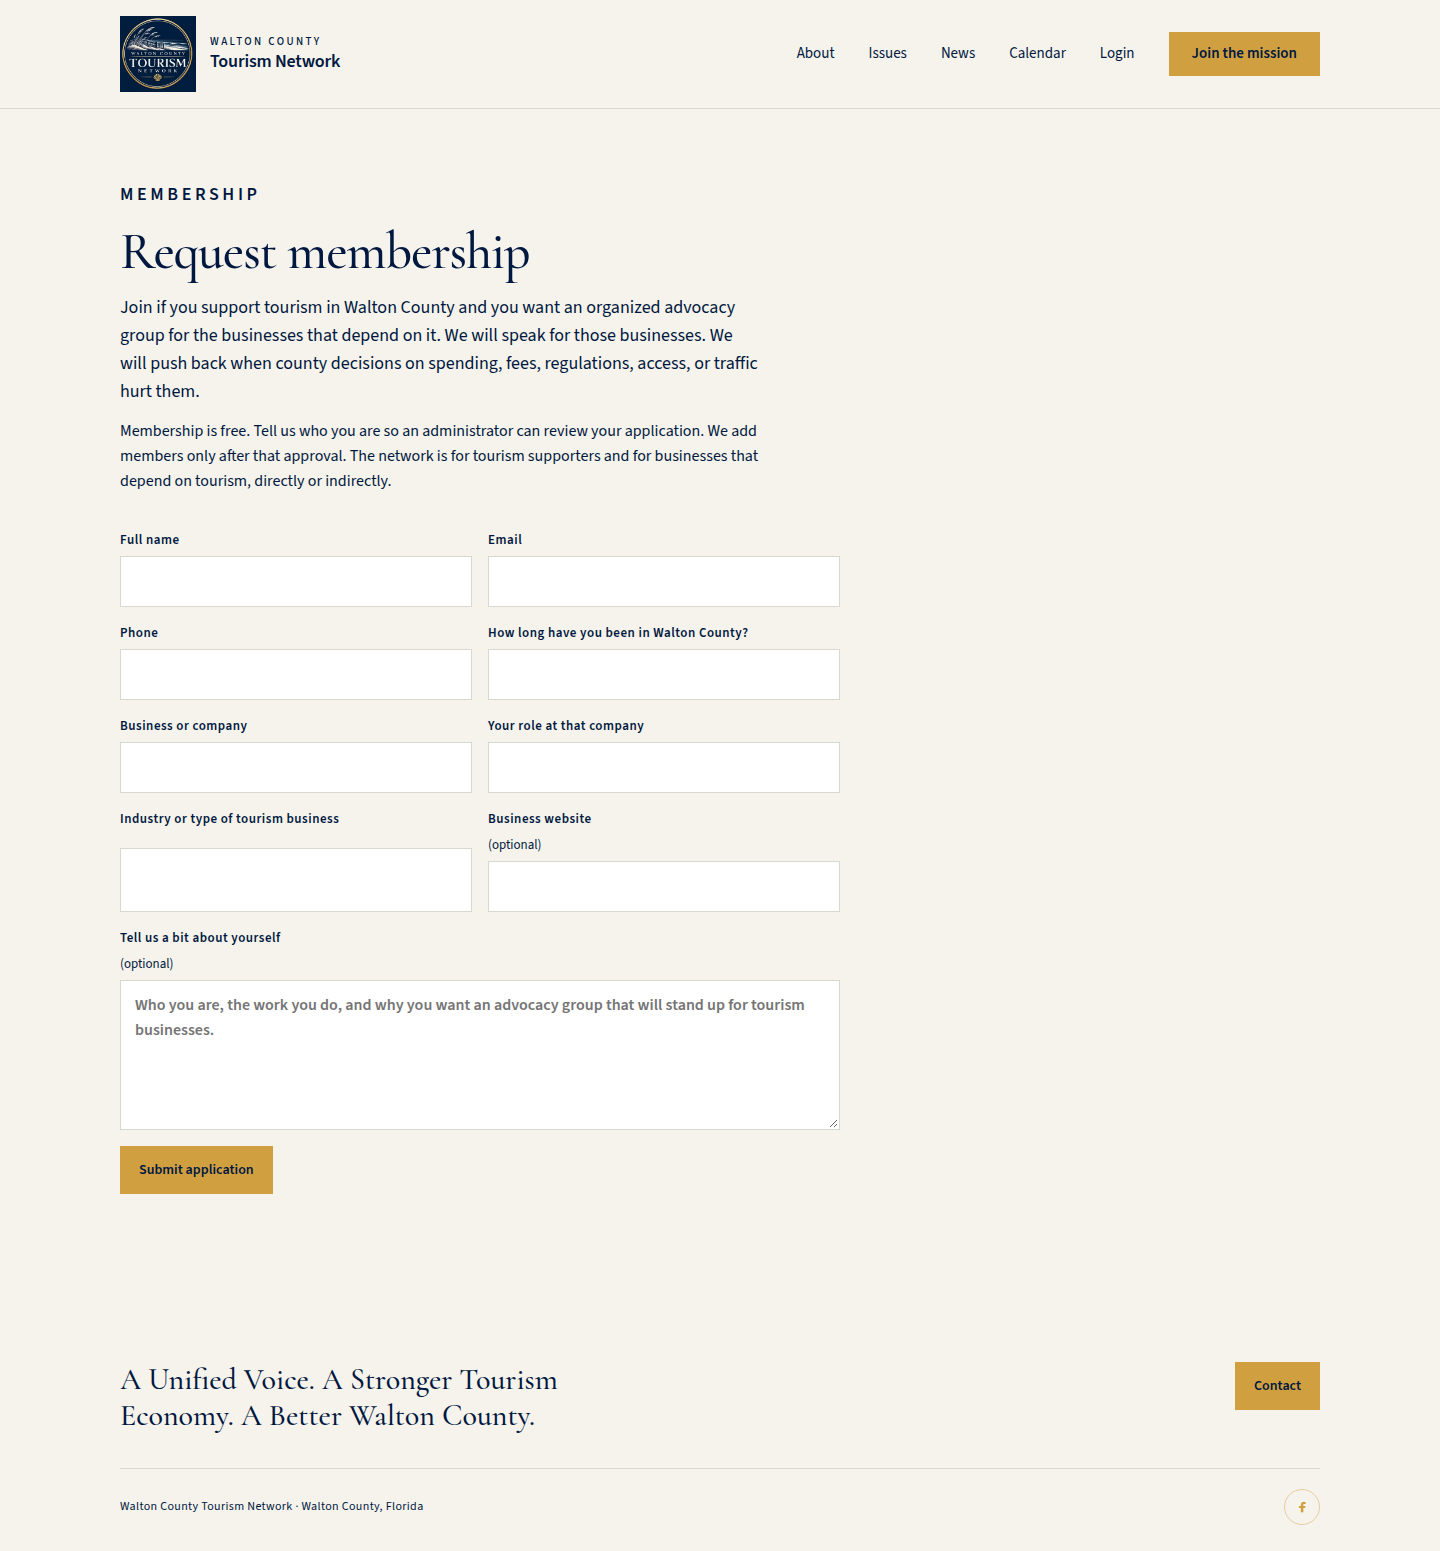 WALTON COUNTY
TOURISM
NETWORK
WALTON COUNTY
Tourism Network
About
Issues
News
Calendar
Login
Join the mission
MEMBERSHIP
Request membership
Join if you support tourism in Walton County and you want an organized advocacy
group for the businesses that depend on it. We will speak for those businesses. We
will push back when county decisions on spending, fees, regulations, access, or traffic
hurt them.
Membership is free. Tell us who you are so an administrator can review your application. We add
members only after that approval. The network is for tourism supporters and for businesses that
depend on tourism, directly or indirectly.
Full name
Email
Phone
How long have you been in Walton County?
Business or company
Your role at that company
Industry or type of tourism business
Business website
(optional)
Tell us a bit about yourself
(optional)
Who you are, the work you do, and why you want an advocacy group that will stand up for tourism
businesses.
Submit application
A Unified Voice. A Stronger Tourism
Economy. A Better Walton County.
Contact
Walton County Tourism Network · Walton County, Florida